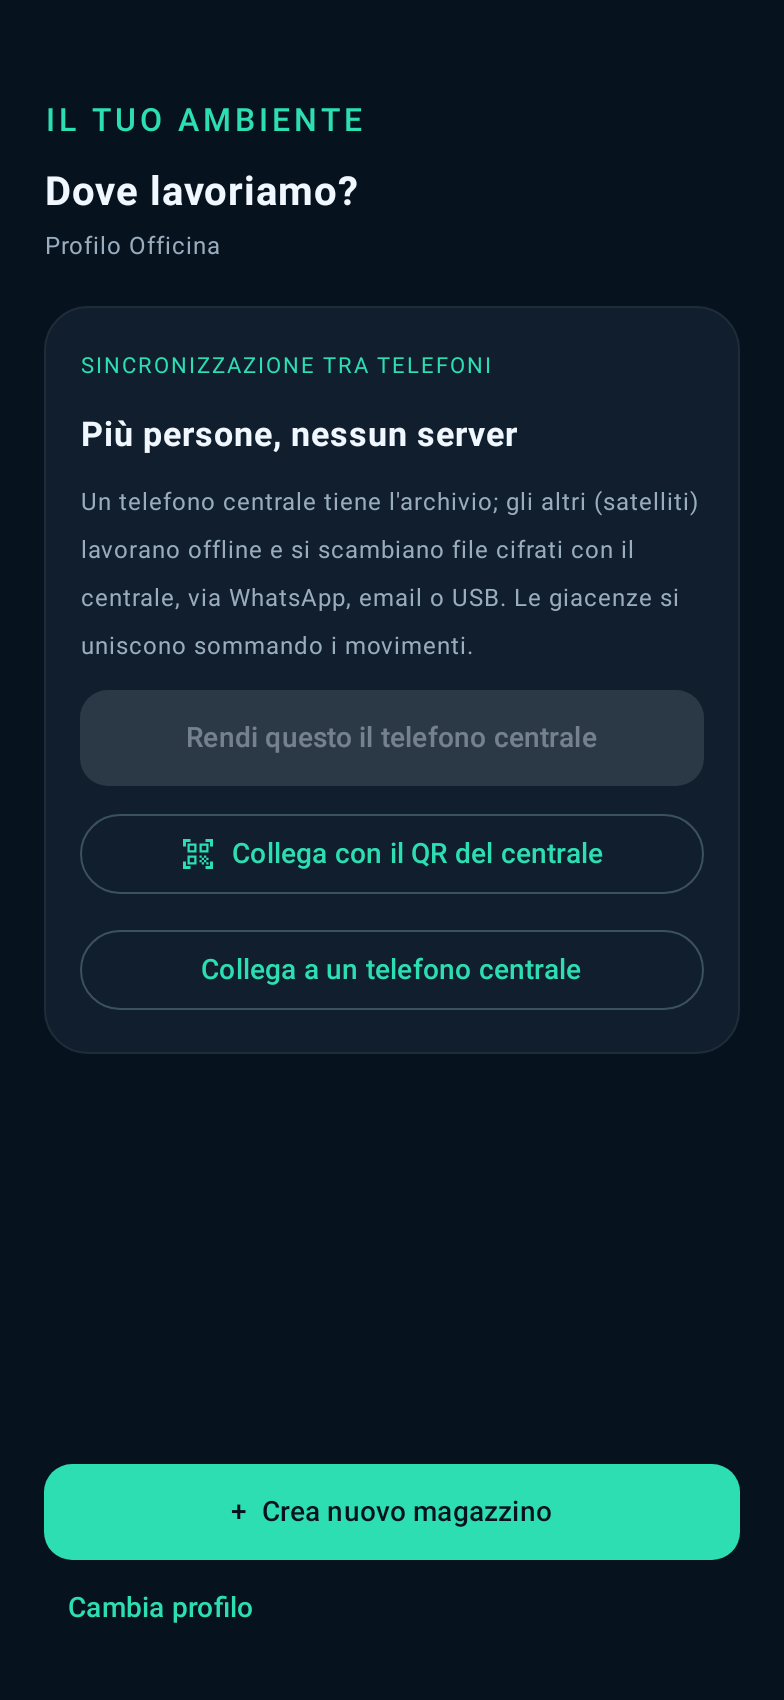 IL TUO AMBIENTE
Dove lavoriamo?
Profilo Officina
SINCRONIZZAZIONE TRA TELEFONI
Più persone, nessun server
Un telefono centrale tiene l'archivio; gli altri (satelliti)
lavorano offline e si scambiano file cifrati con il
centrale, via WhatsApp, email o USB. Le giacenze si
uniscono sommando i movimenti.
Rendi questo il telefono centrale
Collega con il QR del centrale
Collega a un telefono centrale
+ Crea nuovo magazzino
Cambia profilo